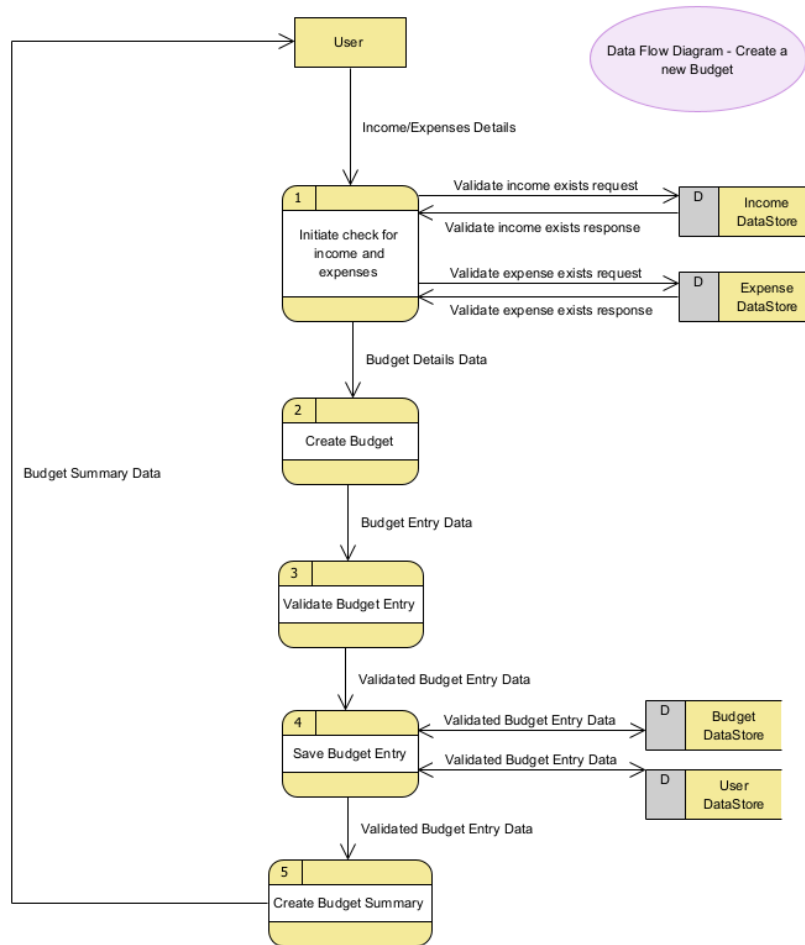 User
Data Flow Diagram - Create a
new Budget
Income/Expenses Details
1
Initiate check for
income and
expenses
Validate income exists request
Validate income exists response
D
Income
DataStore
Validate expense exists request
Validate expense exists response
D
Expense
DataStore
Budget Details Data
2
Create Budget
Budget Summary Data
Budget Entry Data
3
Validate Budget Entry
Validated Budget Entry Data
4
Save Budget Entry
Validated Budget Entry Data
D
Budget
DataStore
Validated Budget Entry Data
D
User
DataStore
Validated Budget Entry Data
5
Create Budget Summary